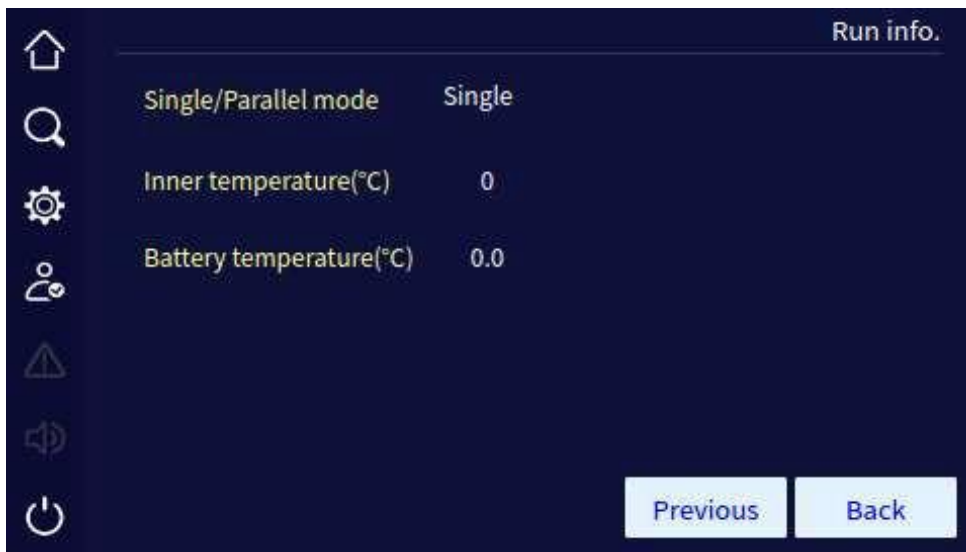 Run info.
Single/Parallel mode Single
Inner temperature(°C) 0
Battery temperature(°C) 0.0
Previous Back